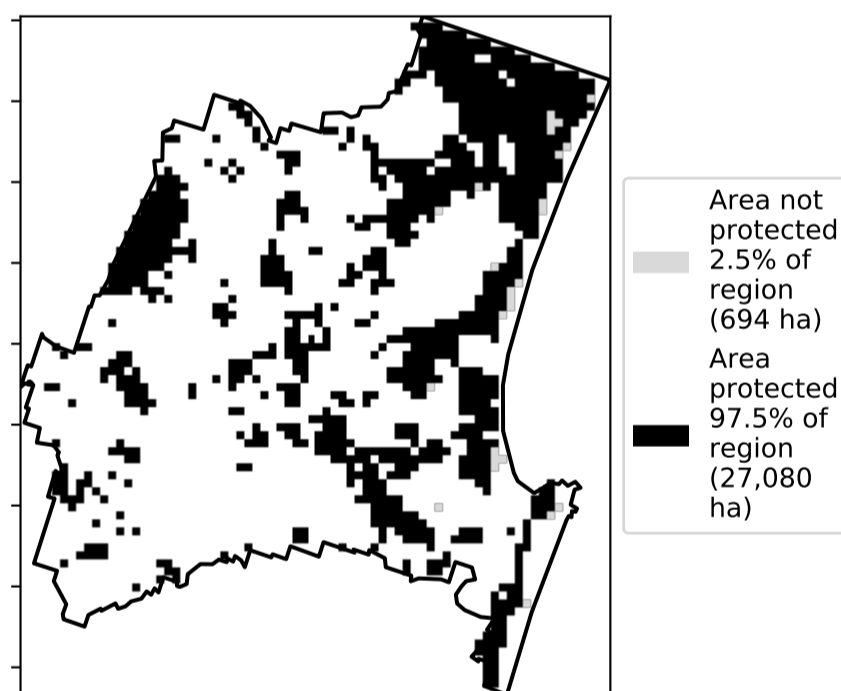 Area not
protected
2.5% of
region
(694 ha)
Area
protected
97.5% of
region
(27,080
ha)